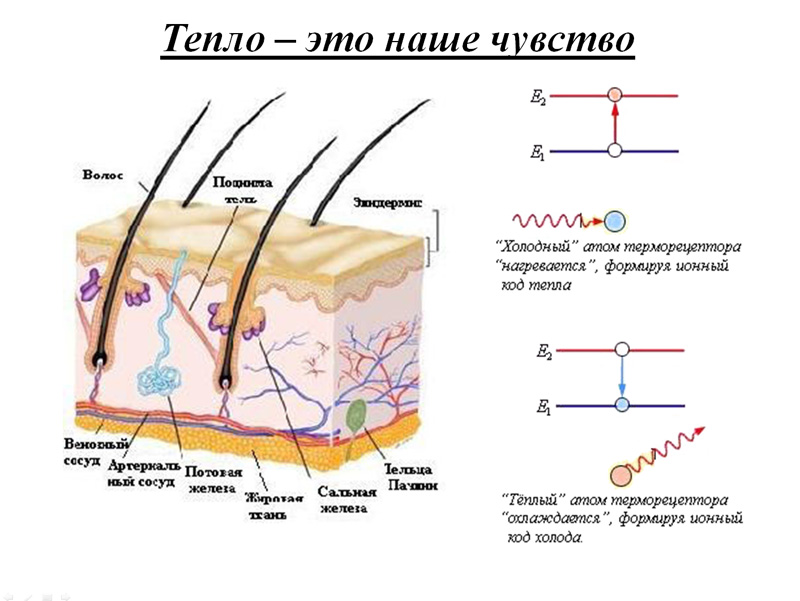 Тепло – это наше чувство
Волос
Эпидермис
E2
E1
“Холодный” атом терморецептора
“нагревается”, формируя ионный
код тепла
E2
E1
Венозный
сосуд
Артериаль
ный сосуд
Потовая
железа
Жировая
ткань
Сальная
железа
Тельца
Пачини
“Тёплый” атом терморецептора
“охлаждается”, формируя ионный
код холода.